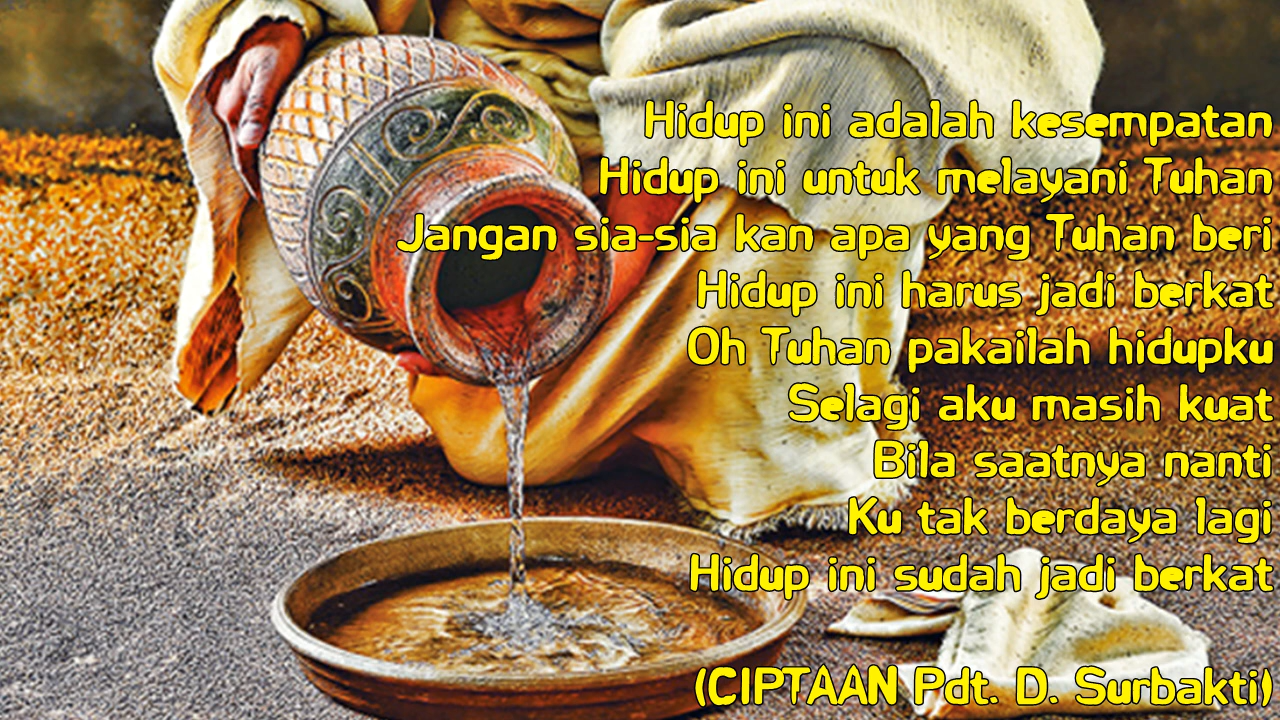 Hidup ini adalah kesempatan
Hidup ini untuk melayani Tuhan
Jangan sia-sia kan apa yang Tuhan beri
Hidup ini harus jadi berkat
Oh Tuhan pakailah hidupku
Selagi aku masih kuat
Bila saatnya nanti
Ku tak berdaya lagi
Hidup ini sudah jadi berkat
(CIPTAAN Pdt. D. Surbakti)